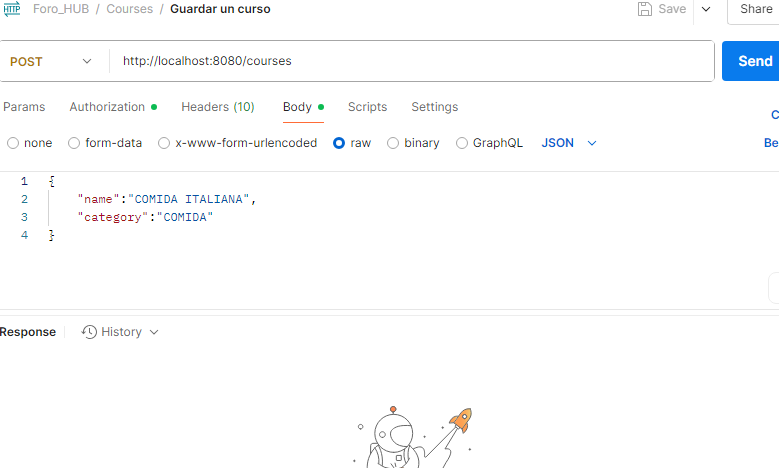 HTTP Foro_HUB / Courses / Guardar un curso Save Share
POST http://localhost:8080/courses Send
Params Authorization Headers (10) Body Scripts Settings
C
none form-data x-www-form-urlencoded raw binary GraphQL JSON Be
1 {
2 "name":"COMIDA ITALIANA",
3 "category":"COMIDA"
4 }
Response History